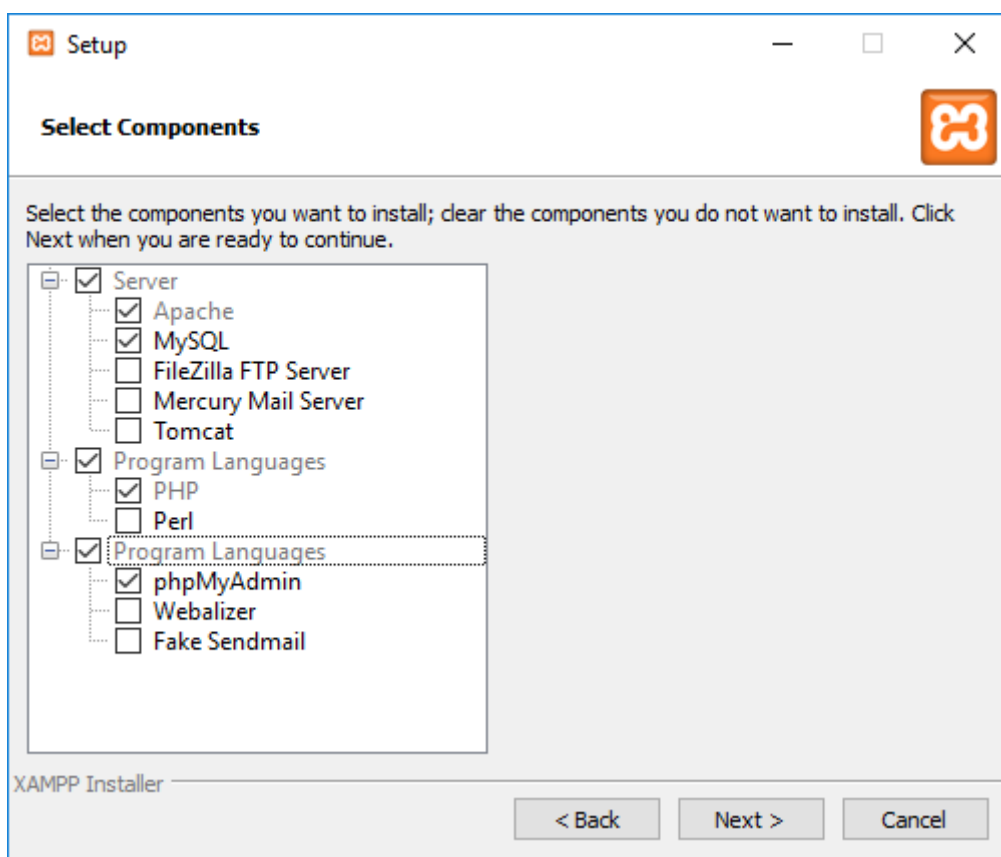 Setup
Select Components
Select the components you want to install; clear the components you do not want to install. Click
Next when you are ready to continue.
Server
Apache
MySQL
FileZilla FTP Server
Mercury Mail Server
Tomcat
Program Languages
PHP
Perl
Program Languages
phpMyAdmin
Webalizer
Fake Sendmail
XAMPP Installer
< Back Next > Cancel